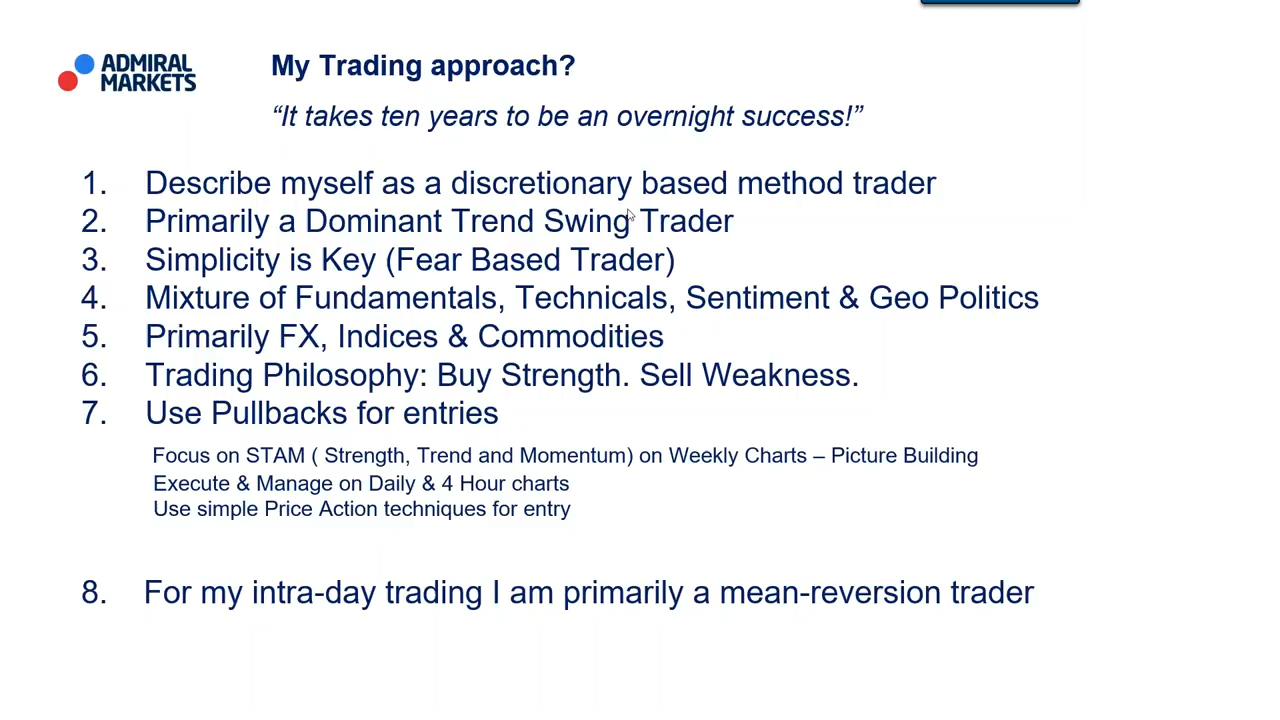 ADMIRAL
MARKETS
My Trading approach?
“It takes ten years to be an overnight success!”
1. Describe myself as a discretionary based method trader
2. Primarily a Dominant Trend Swing Trader
3. Simplicity is Key (Fear Based Trader)
4. Mixture of Fundamentals, Technicals, Sentiment & Geo Politics
5. Primarily FX, Indices & Commodities
6. Trading Philosophy: Buy Strength. Sell Weakness.
7. Use Pullbacks for entries
Focus on STAM ( Strength, Trend and Momentum) on Weekly Charts – Picture Building
Execute & Manage on Daily & 4 Hour charts
Use simple Price Action techniques for entry
8. For my intra-day trading I am primarily a mean-reversion trader